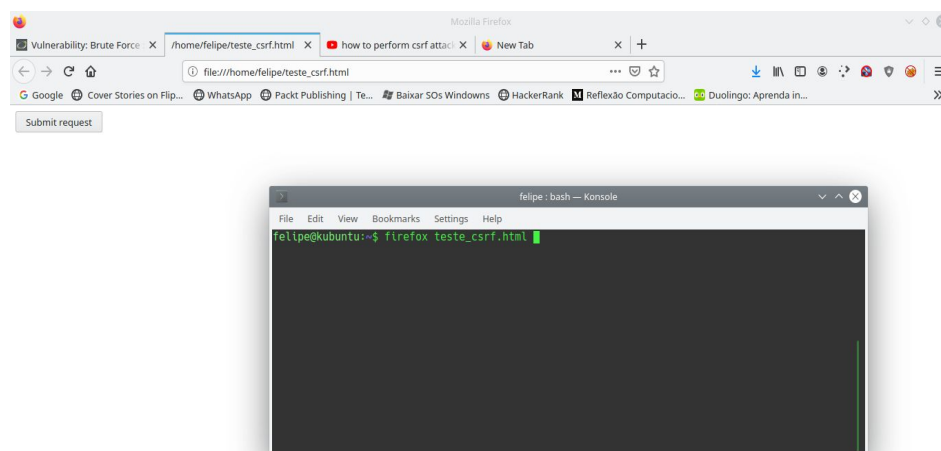 Mozilla Firefox
Vulnerability: Brute Force
/home/felipe/teste_csrf.html
how to perform csrf attac
New Tab
file:///home/felipe/teste_csrf.html
Google
Cover Stories on Flip...
WhatsApp
Packt Publishing | Te...
Baixar SOs Windows
HackerRank
M Reflexão Computacio...
Duolingo: Aprenda in...
Submit request
felipe : bash — Konsole
File Edit View Bookmarks Settings Help
felipe@kubuntu:~$ firefox teste_csrf.html